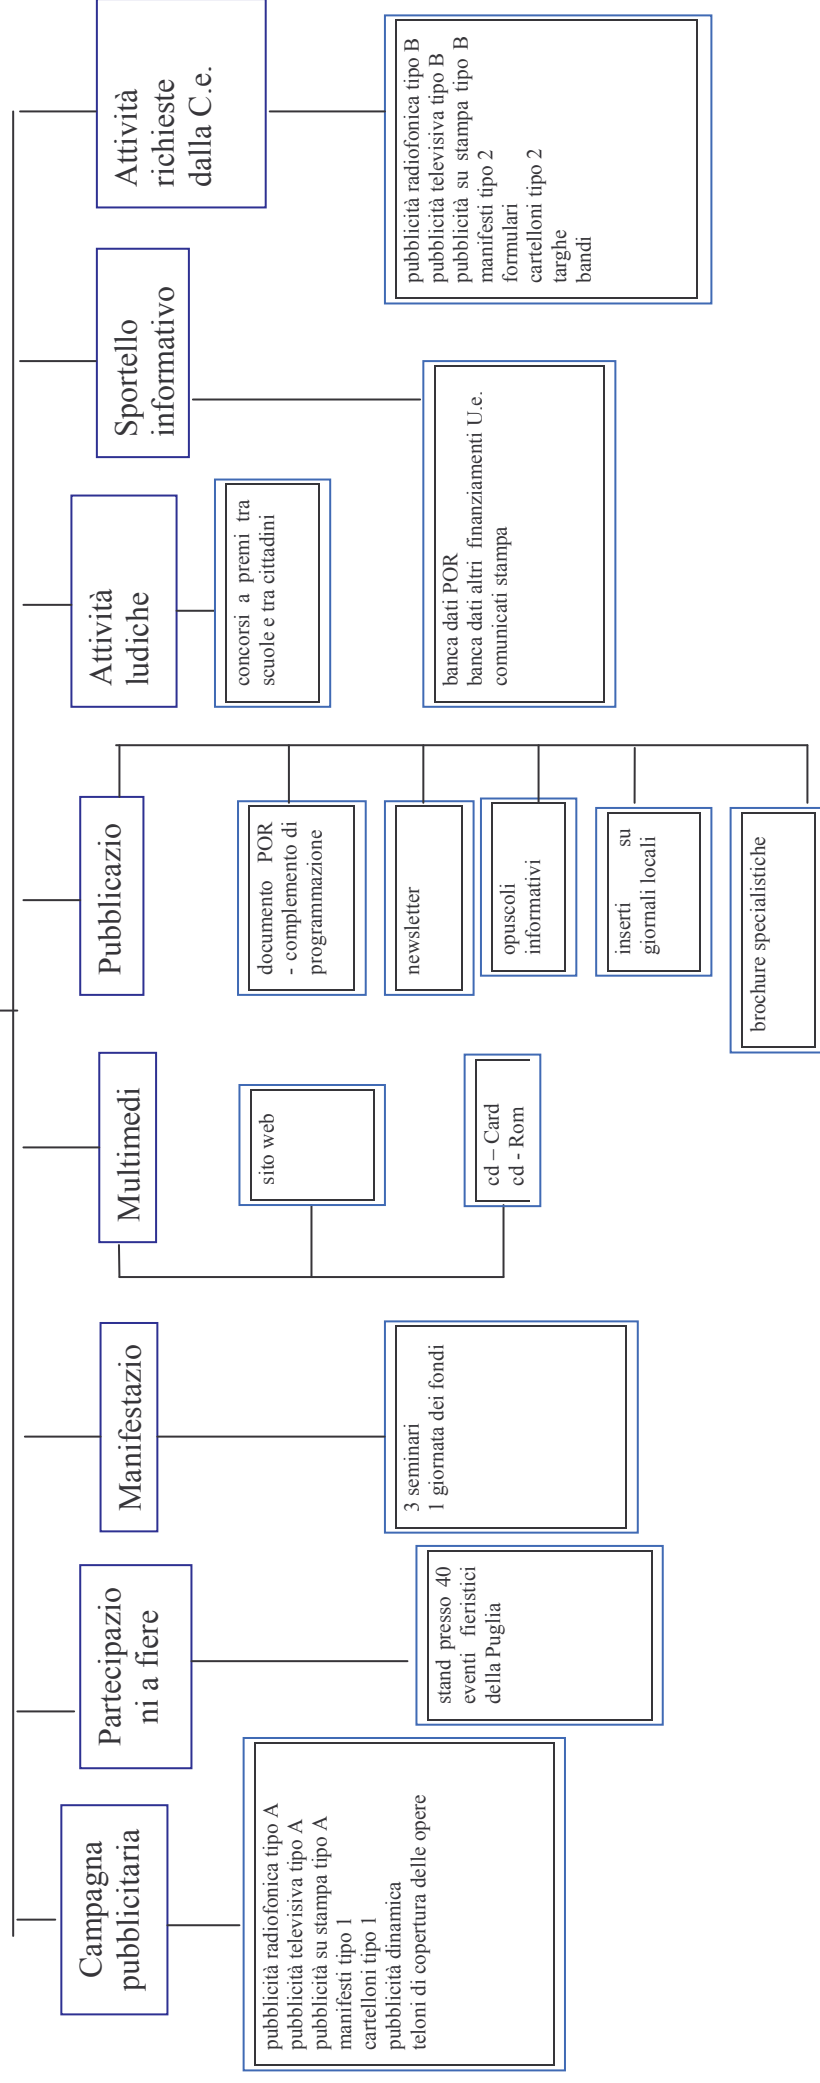 Campagna
pubblicitaria
pubblicità radiofonica tipo A
pubblicità televisiva tipo A
pubblicità su stampa tipo A
manifesti tipo 1
cartelloni tipo 1
pubblicità dinamica
teloni di copertura delle opere
Partecipazio
ni a fiere
stand presso 40
eventi fieristici
della Puglia
Manifestazio
3 seminari
1 giornata dei fondi
Multimedi
sito web
cd – Card
cd - Rom
Pubblicazio
documento POR
- complemento di
programmazione
newsletter
opuscoli
informativi
inserti su
giornali locali
brochure specialistiche
Attività
ludiche
concorsi a premi tra
scuole e tra cittadini
Sportello
informativo
banca dati POR
banca dati altri finanziamenti U.e.
comunicati stampa
Attività
richieste
dalla C.e.
pubblicità radiofonica tipo B
pubblicità televisiva tipo B
pubblicità su stampa tipo B
manifesti tipo 2
formulari
cartelloni tipo 2
targhe
bandi